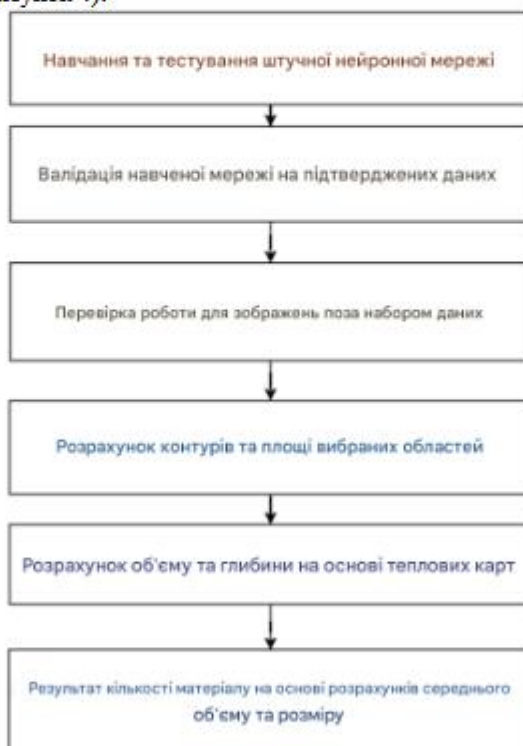 Навчання та тестування штучної нейронної мережі
Валідація навченої мережі на підтверджених даних
Перевірка роботи для зображень поза набором даних
Розрахунок контурів та площі вибраних областей
Розрахунок об'єму та глибини на основі теплових карт
Результат кількості матеріалу на основі розрахунків середнього
об'єму та розміру